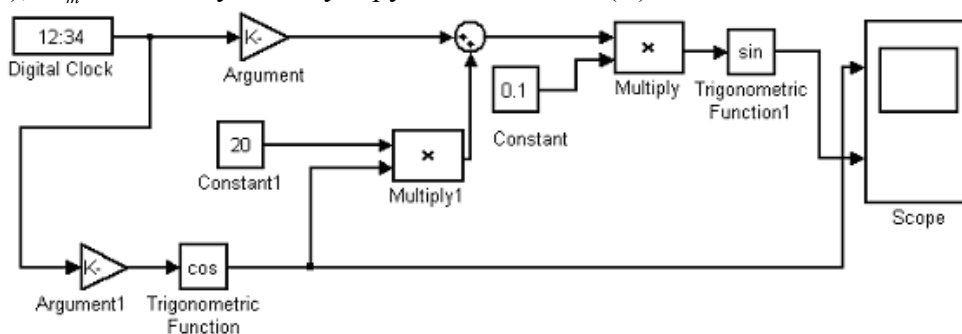 12:34
Digital Clock
K-
Argument
0.1
Constant
×
Multiply
sin
Trigonometric
Function1
20
Constant1
×
Multiply1
Scope
K-
Argument1
cos
Trigonometric
Function